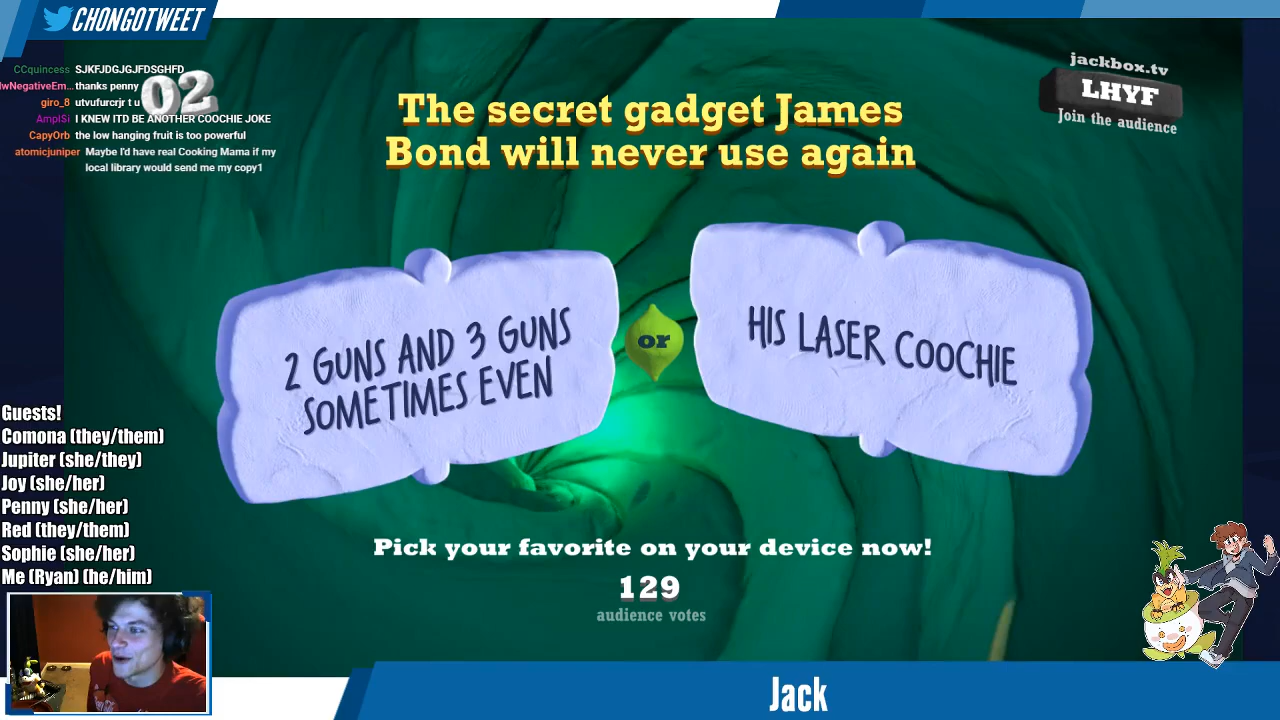 CHONGOTWEET
CCquincess SJKFJDGJGJFDSGHFD
lwNegativeEm... thanks penny
giro_8 utvufurcrjr t u
AmpISi I KNEW ITD BE ANOTHER COOCHIE JOKE
CapyOrb the low hanging fruit is too powerful
atomicjuniper Maybe I'd have real Cooking Mama if my
local library would send me my copy1
02
The secret gadget James
Bond will never use again
jackbox.tv
LHYF
Join the audience
2 GUNS AND 3 GUNS
SOMETIMES EVEN
or
HIS LASER COOCHIE
Guests!
Comona (they/them)
Jupiter (she/they)
Joy (she/her)
Penny (she/her)
Red (they/them)
Sophie (she/her)
Me (Ryan) (he/him)
Pick your favorite on your device now!
129
audience votes
Jack